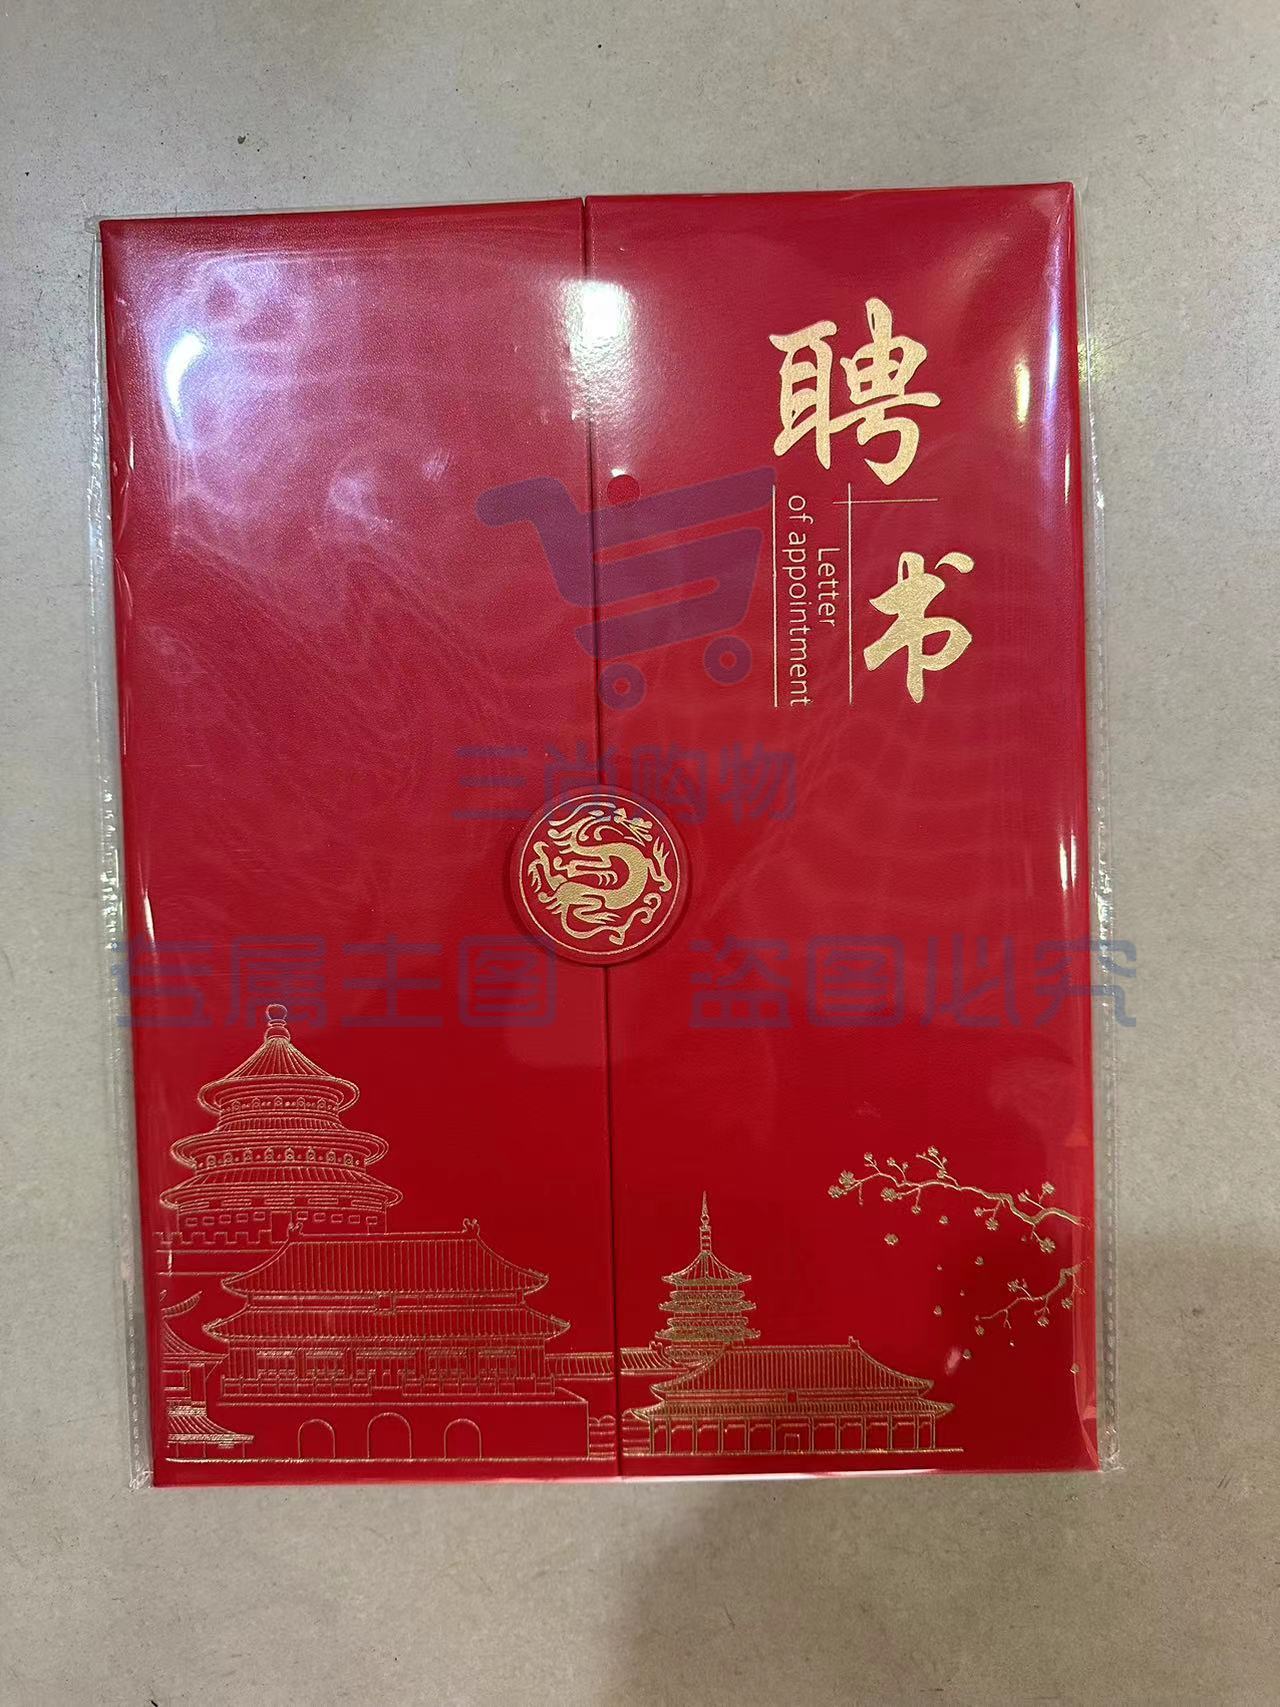 聘书
Letter
of appointment
三尚购物
专属主图 盗图必究